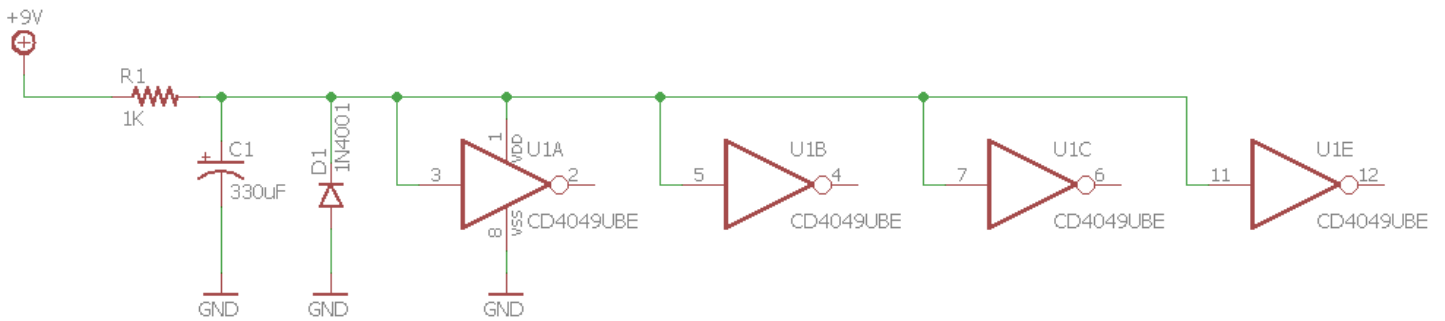 +9V
R1
1K
C1
+
330uF
GND
D1
1N4001
GND
3
1
VDD
U1A
2
8
VSS
CD4049UBE
GND
5
U1B
4
CD4049UBE
7
U1C
6
CD4049UBE
11
U1E
12
CD4049UBE